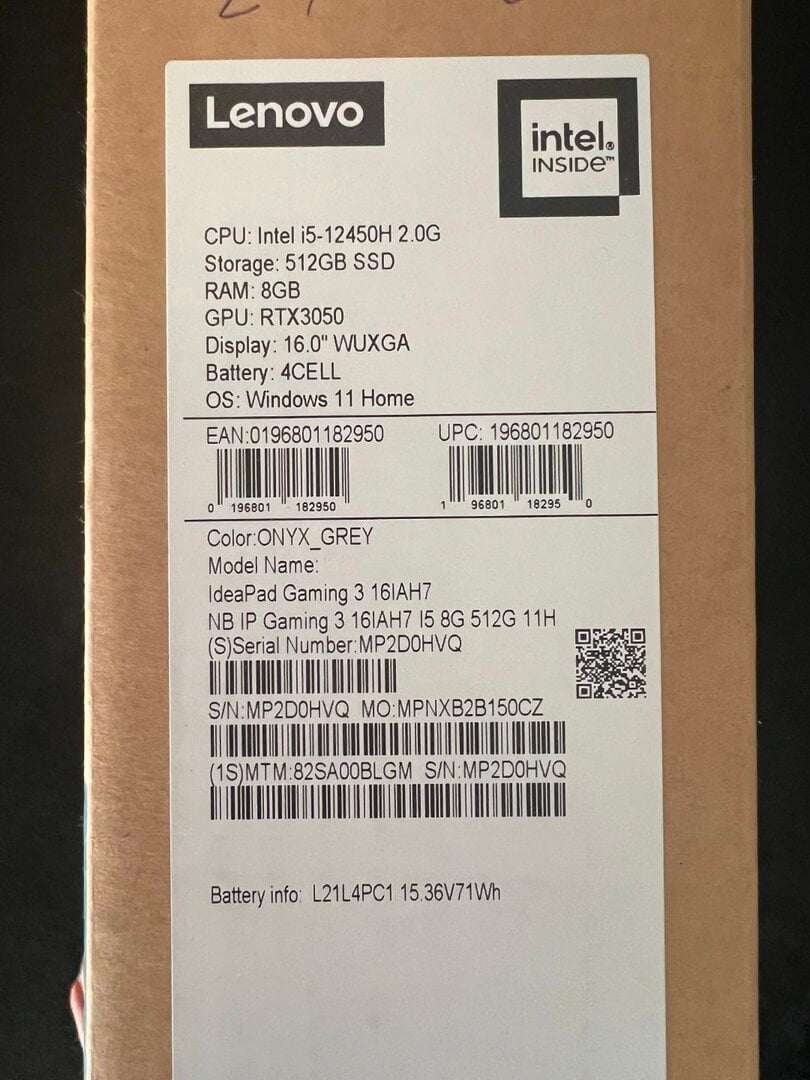 Lenovo
intel®
INSIDE™
CPU: Intel i5-12450H 2.0G
Storage: 512GB SSD
RAM: 8GB
GPU: RTX3050
Display: 16.0" WUXGA
Battery: 4CELL
OS: Windows 11 Home
EAN:0196801182950 UPC: 196801182950
0 196801 182950 1 96801 18295 0
Color:ONYX_GREY
Model Name:
IdeaPad Gaming 3 16IAH7
NB IP Gaming 3 16IAH7 I5 8G 512G 11H
(S)Serial Number:MP2D0HVQ
S/N:MP2D0HVQ MO:MPNXB2B150CZ
(1S)MTM:82SA00BLGM S/N:MP2D0HVQ
Battery info: L21L4PC1 15.36V71Wh